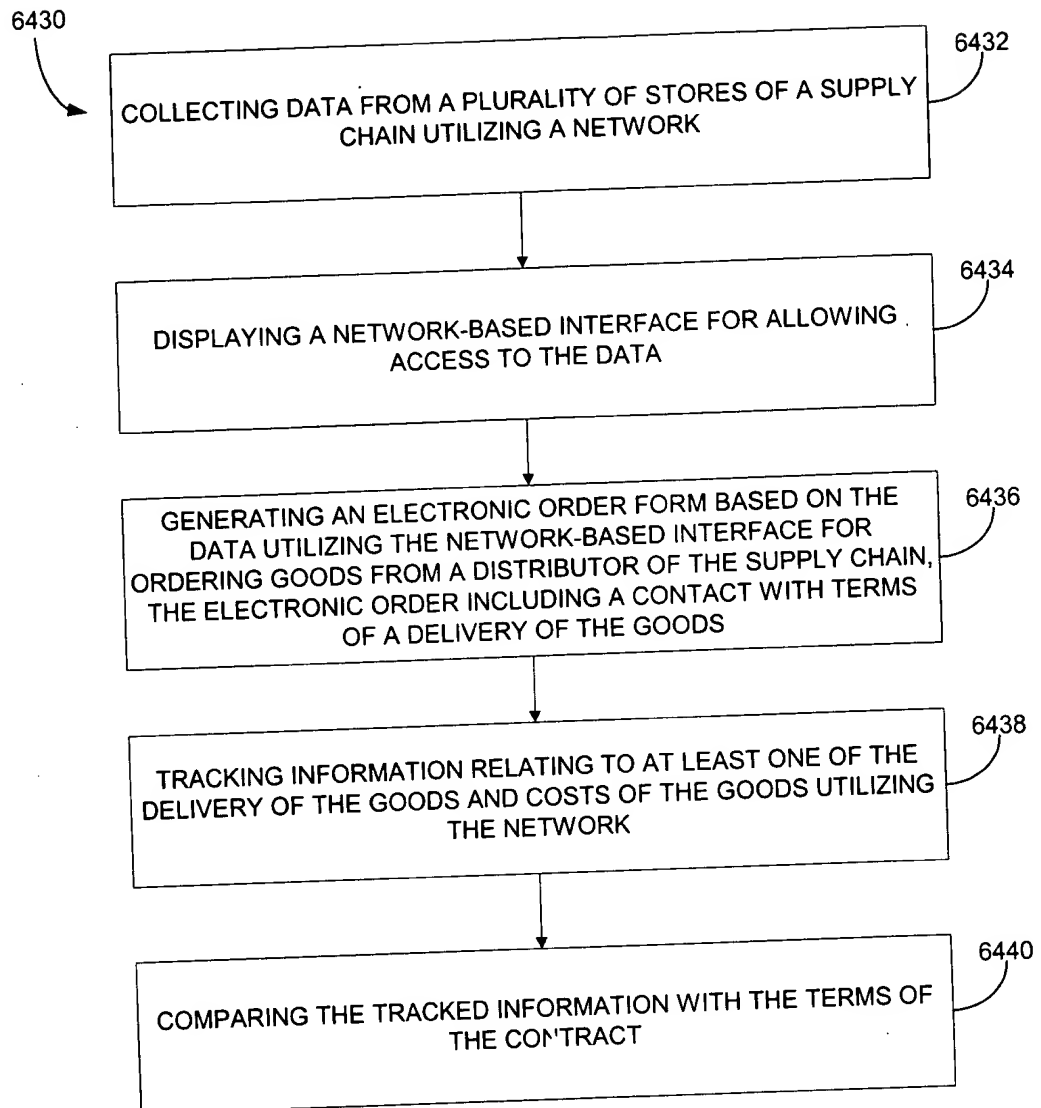 6430
6432
COLLECTING DATA FROM A PLURALITY OF STORES OF A SUPPLY
CHAIN UTILIZING A NETWORK
6434
DISPLAYING A NETWORK-BASED INTERFACE FOR ALLOWING
ACCESS TO THE DATA
6436
GENERATING AN ELECTRONIC ORDER FORM BASED ON THE
DATA UTILIZING THE NETWORK-BASED INTERFACE FOR
ORDERING GOODS FROM A DISTRIBUTOR OF THE SUPPLY CHAIN,
THE ELECTRONIC ORDER INCLUDING A CONTACT WITH TERMS
OF A DELIVERY OF THE GOODS
6438
TRACKING INFORMATION RELATING TO AT LEAST ONE OF THE
DELIVERY OF THE GOODS AND COSTS OF THE GOODS UTILIZING
THE NETWORK
6440
COMPARING THE TRACKED INFORMATION WITH THE TERMS OF
THE CONTRACT